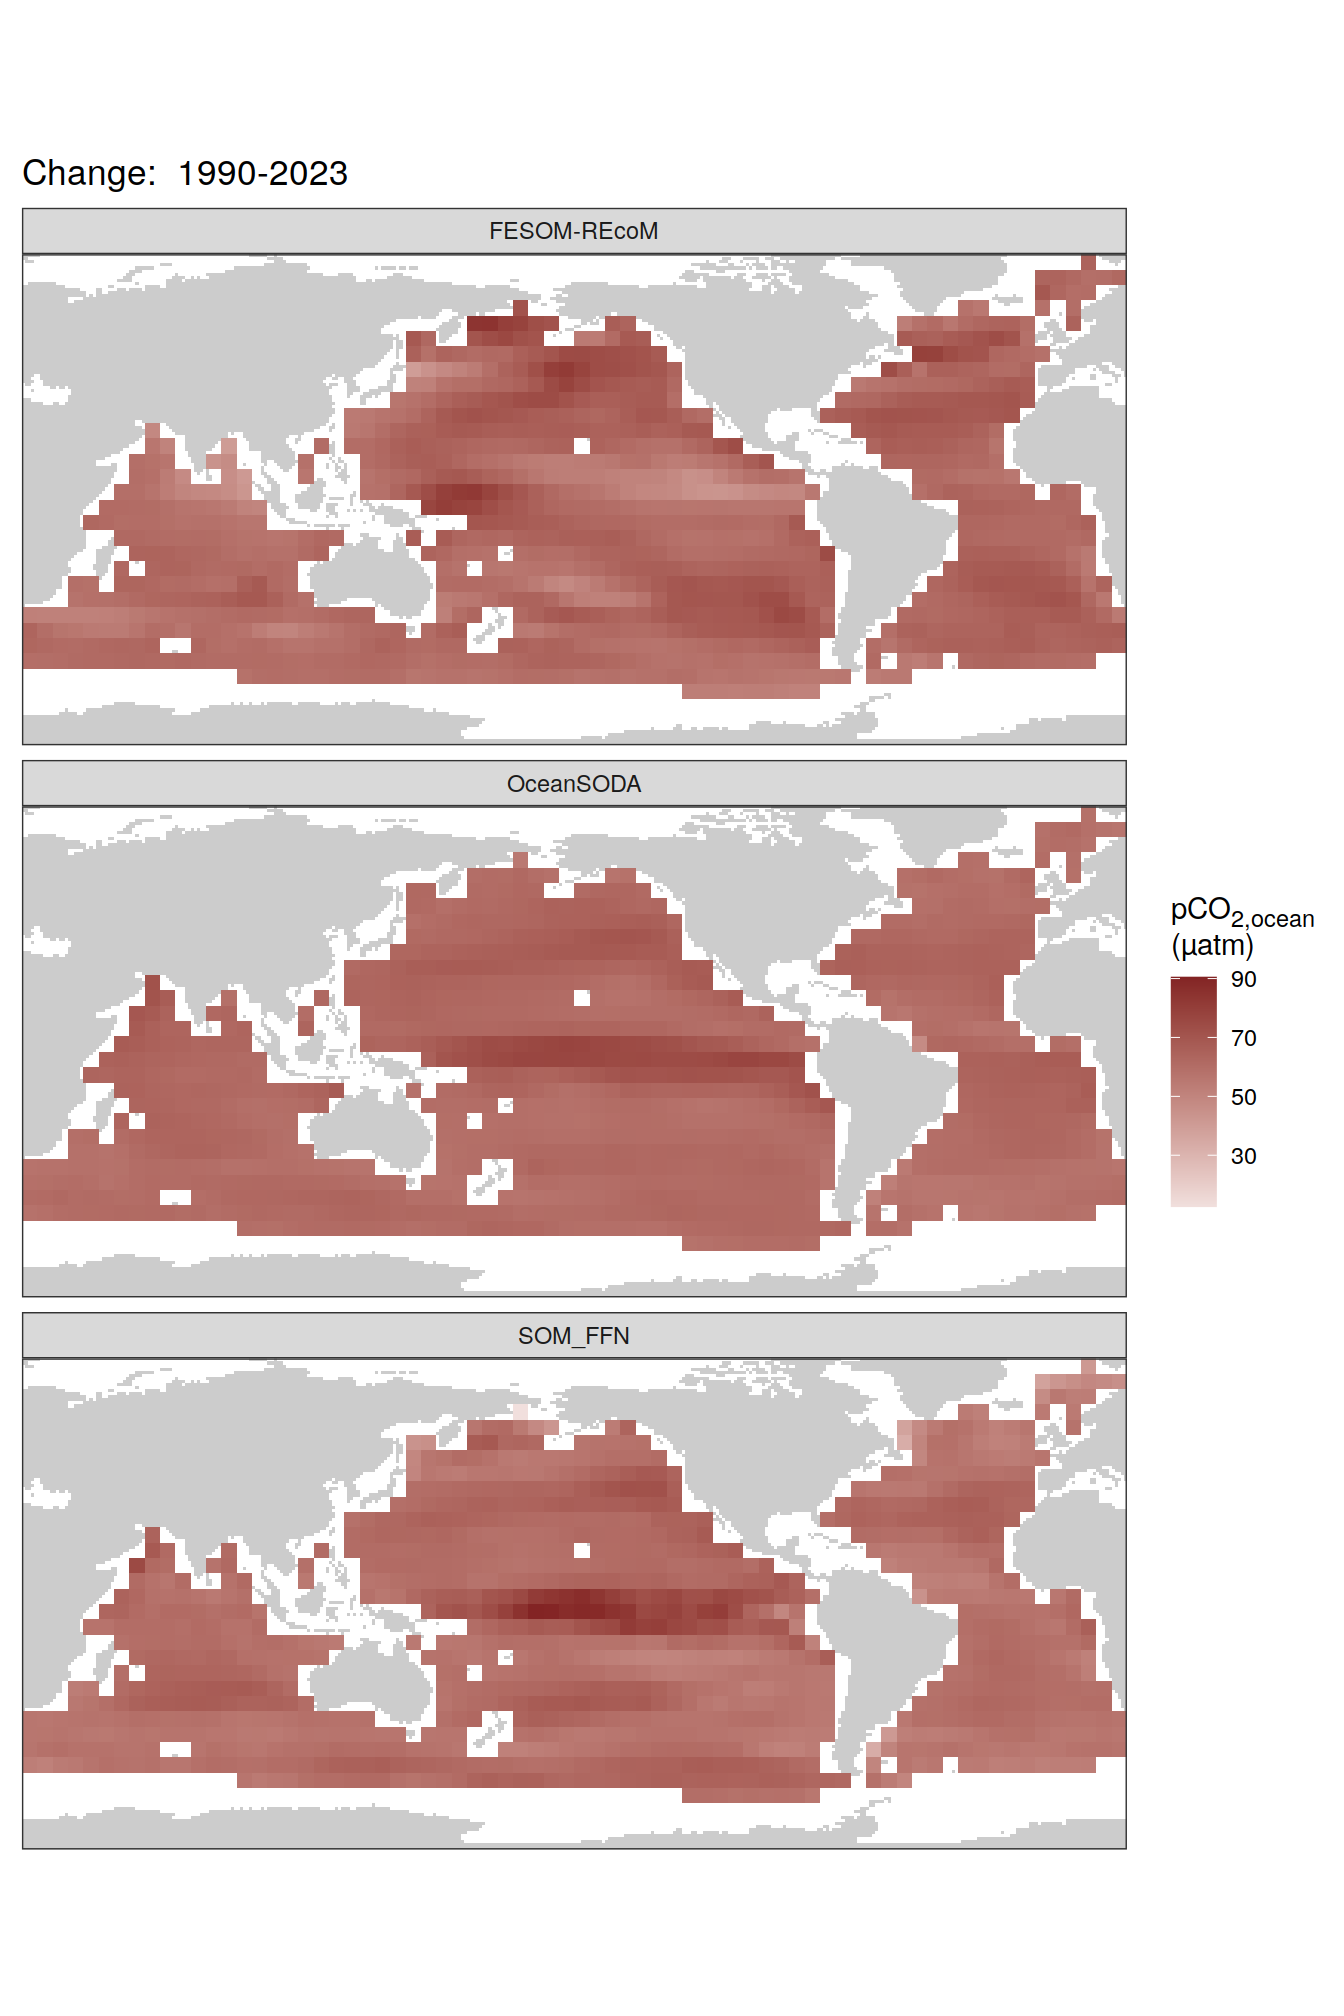 Change:  1990-2023
FESOM-REcoM
OceanSODA
SOM_FFN
pCO₂,ocean
(µatm)
90
70
50
30